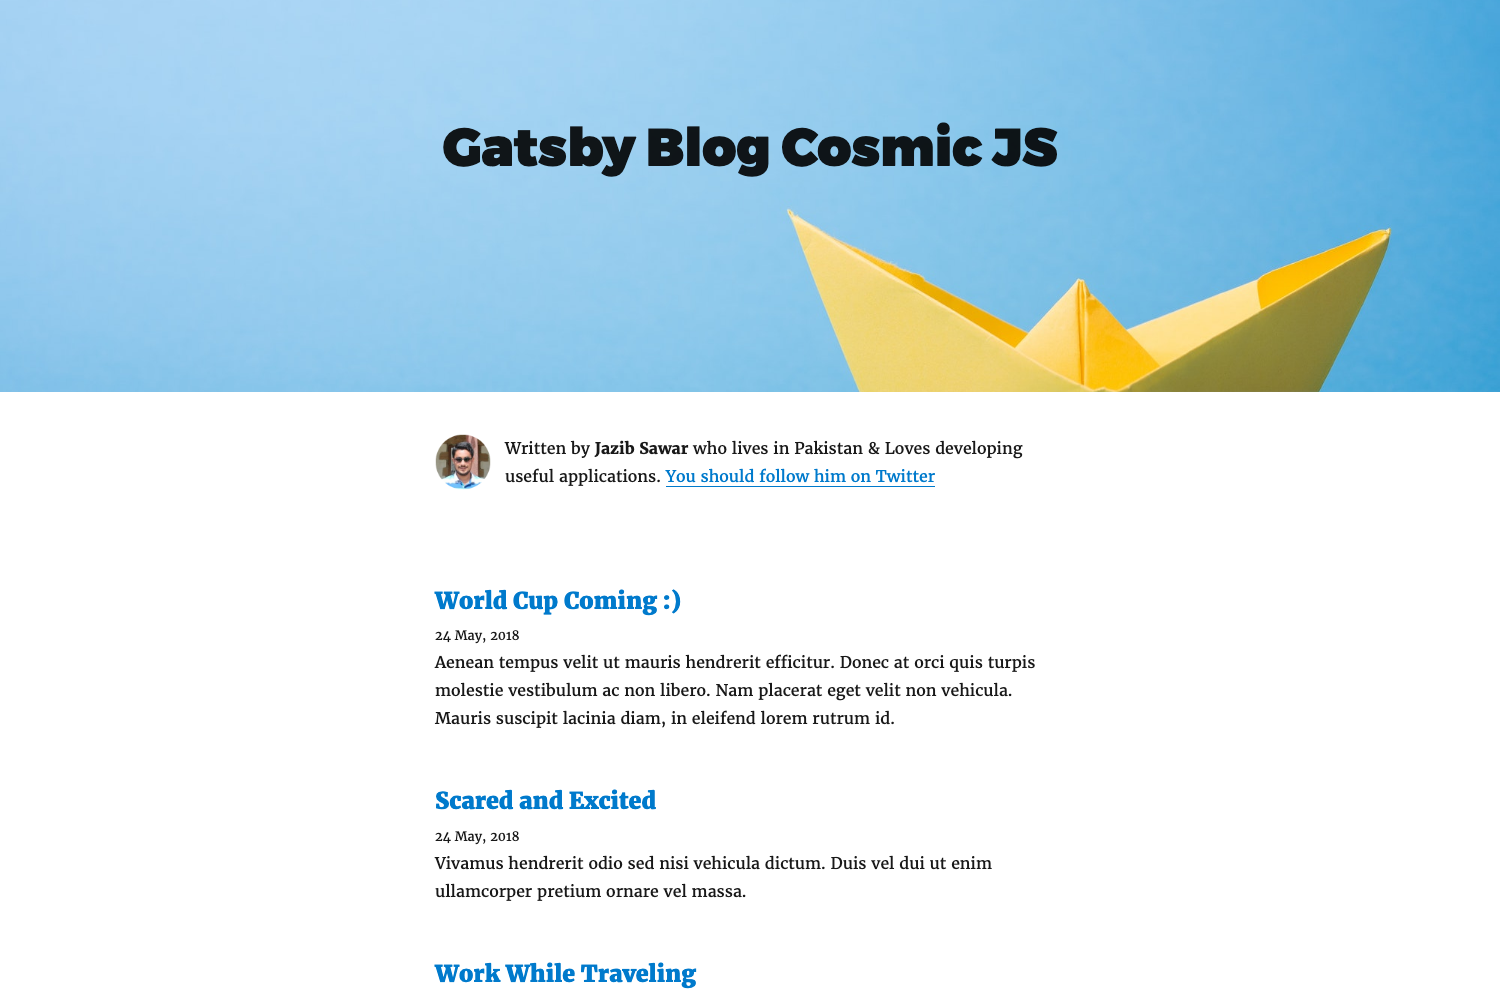 Gatsby Blog Cosmic JS
Written by Jazib Sawar who lives in Pakistan & Loves developing
useful applications. You should follow him on Twitter
World Cup Coming :)
24 May, 2018
Aenean tempus velit ut mauris hendrerit efficitur. Donec at orci quis turpis
molestie vestibulum ac non libero. Nam placerat eget velit non vehicula.
Mauris suscipit lacinia diam, in eleifend lorem rutrum id.
Scared and Excited
24 May, 2018
Vivamus hendrerit odio sed nisi vehicula dictum. Duis vel dui ut enim
ullamcorper pretium ornare vel massa.
Work While Traveling